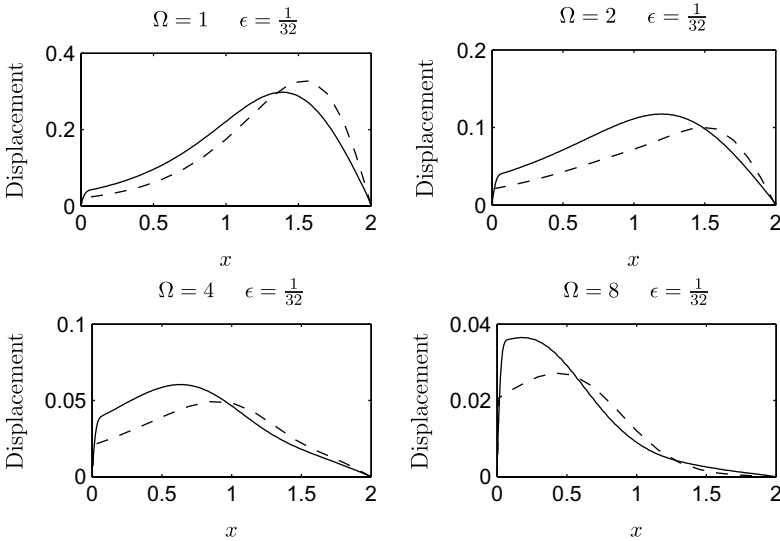 Ω = 1 ϵ = 1/32
Displacement
0.4
0.2
0
0 0.5 1 1.5 2
x
Ω = 2 ϵ = 1/32
Displacement
0.2
0.1
0
0 0.5 1 1.5 2
x
Ω = 4 ϵ = 1/32
Displacement
0.1
0.05
0
0 0.5 1 1.5 2
x
Ω = 8 ϵ = 1/32
Displacement
0.04
0.02
0
0 0.5 1 1.5 2
x